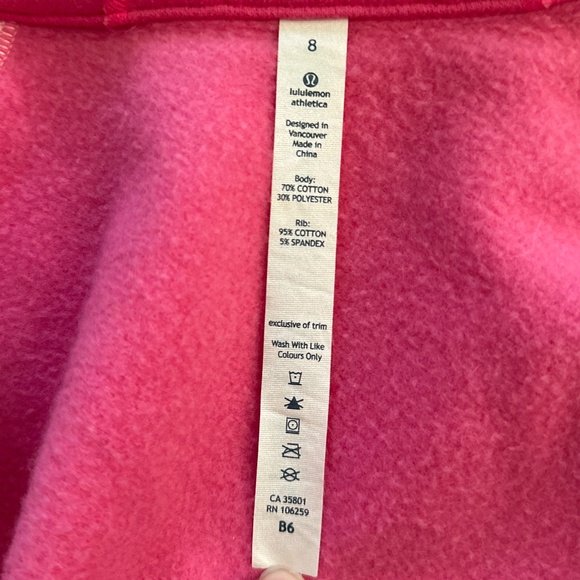 8
lululemon
athletica
Designed in
Vancouver
Made in
China
Body:
70% COTTON
30% POLYESTER
Rib:
95% COTTON
5% SPANDEX
exclusive of trim
Wash With Like
Colours Only
CA 35801
RN 106259
B6